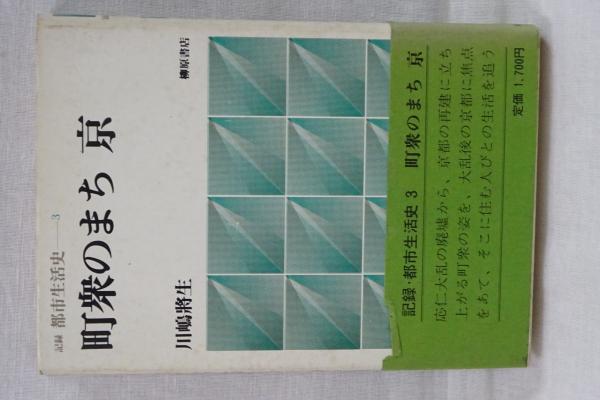 記録 都市生活史──3
町衆のまち 京
川嶋將生
柳原書店
記録・都市生活史 3 町衆のまち 京
応仁大乱の廃墟から、京都の再建に立ち
上がる町衆の姿を、大乱後の京都に焦点
をあて、そこに住む人びとの生活を追う
定価 1,700円